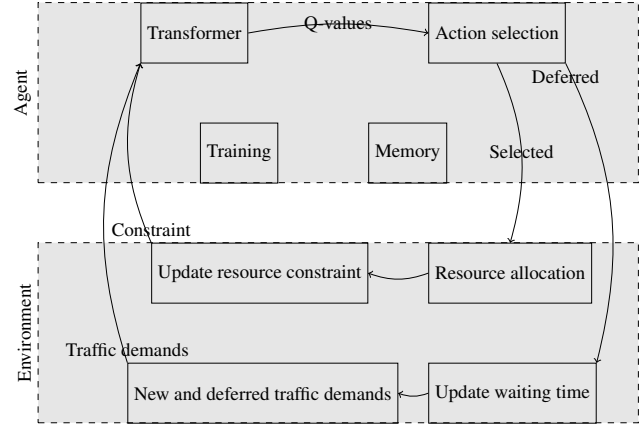 Agent
Transformer
Q-values
Action selection
Deferred
Training
Memory
Selected
Environment
Constraint
Update resource constraint
Resource allocation
Traffic demands
New and deferred traffic demands
Update waiting time